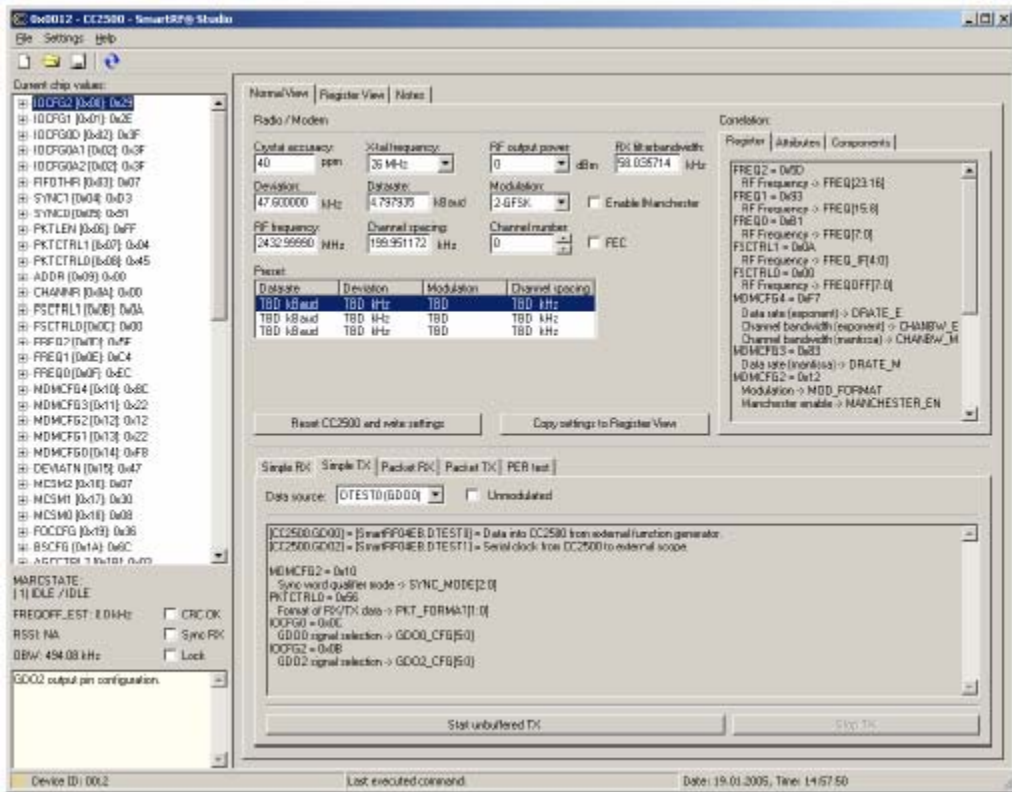 0x0012 - CC2500 - SmartRF® Studio
File Settings Help
Current chip values:
IOCFG2 [0x00]: 0x29
IOCFG1 [0x01]: 0x2E
IOCFG0D [0x02]: 0x3F
IOCFG0A1 [0x02]: 0x3F
IOCFG0A2 [0x02]: 0x3F
FIFOTHR [0x03]: 0x07
SYNC1 [0x04]: 0xD3
SYNC0 [0x05]: 0x91
PKTLEN [0x06]: 0xFF
PKTCTRL1 [0x07]: 0x04
PKTCTRL0 [0x08]: 0x45
ADDR [0x09]: 0x00
CHANNR [0x0A]: 0x00
FSCTRL1 [0x0B]: 0x0A
FSCTRL0 [0x0C]: 0x00
FREQ2 [0x0D]: 0x5E
FREQ1 [0x0E]: 0xC4
FREQ0 [0x0F]: 0xEC
MDMCFG4 [0x10]: 0x8C
MDMCFG3 [0x11]: 0x22
MDMCFG2 [0x12]: 0x12
MDMCFG1 [0x13]: 0x22
MDMCFG0 [0x14]: 0xF8
DEVIATN [0x15]: 0x47
MCSM2 [0x16]: 0x07
MCSM1 [0x17]: 0x30
MCSM0 [0x18]: 0x08
FOCCFG [0x19]: 0x36
BSCFG [0x1A]: 0x6C
MARCSTATE:
(1) IDLE / IDLE
FREQOFF_EST: 0.0 kHz CRC OK
RSSI: NA Sync RX
DBW: 494.08 kHz Lock
GDO2 output pin configuration.
Normal View Register View Notes
Radio / Modem
Crystal accuracy: X-tal frequency: RF output power: RX filterbandwidth:
40 ppm 26 MHz 0 dBm 58.035714 kHz
Deviation: Datarate: Modulation:
47.600000 kHz 4.797935 kBaud 2-GFSK Enable Manchester
RF frequency: Channel spacing: Channel number:
2432.99990 MHz 199.951172 kHz 0 FEC
Preset:
Datarate Deviation Modulation Channel spacing
TBD kBaud TBD kHz TBD TBD kHz
TBD kBaud TBD kHz TBD TBD kHz
TBD kBaud TBD kHz TBD TBD kHz
Reset CC2500 and write settings Copy settings to Register View
Correlation:
Register Attributes Components
FREQ2 = 0x5D
RF Frequency -> FREQ[23:16]
FREQ1 = 0x93
RF Frequency -> FREQ[15:8]
FREQ0 = 0xB1
RF Frequency -> FREQ[7:0]
FSCTRL1 = 0x0A
RF Frequency -> FREQ_IF[4:0]
FSCTRL0 = 0x00
RF Frequency -> FREQOFF[7:0]
MDMCFG4 = 0xF7
Data rate (exponent) -> DRATE_E
Channel bandwidth (exponent) -> CHANBW_E
Channel bandwidth (mantissa) -> CHANBW_M
MDMCFG3 = 0x83
Data rate (mantissa) -> DRATE_M
MDMCFG2 = 0x12
Modulation -> MOD_FORMAT
Manchester enable -> MANCHESTER_EN
Simple RX Simple TX Packet RX Packet TX PER test
Data source: DTEST0(GDO0) Unmodulated
[CC2500.GDO0] = [SmartRF04EB.DTEST0] = Data into CC2500 from external function generator.
[CC2500.GDO2] = [SmartRF04EB.DTEST1] = Serial clock from CC2500 to external scope.
MDMCFG2 = 0x10
Sync word qualifier mode -> SYNC_MODE[2:0]
PKTCTRL0 = 0x56
Format of RX/TX data -> PKT_FORMAT[1:0]
IOCFG0 = 0x0C
GDO0 signal selection -> GDO0_CFG[5:0]
IOCFG2 = 0x0B
GDO2 signal selection -> GDO2_CFG[5:0]
Start unbuffered TX Stop TX
Device ID: 0012 Last executed command: Date: 19.01.2005, Time: 14:57:50